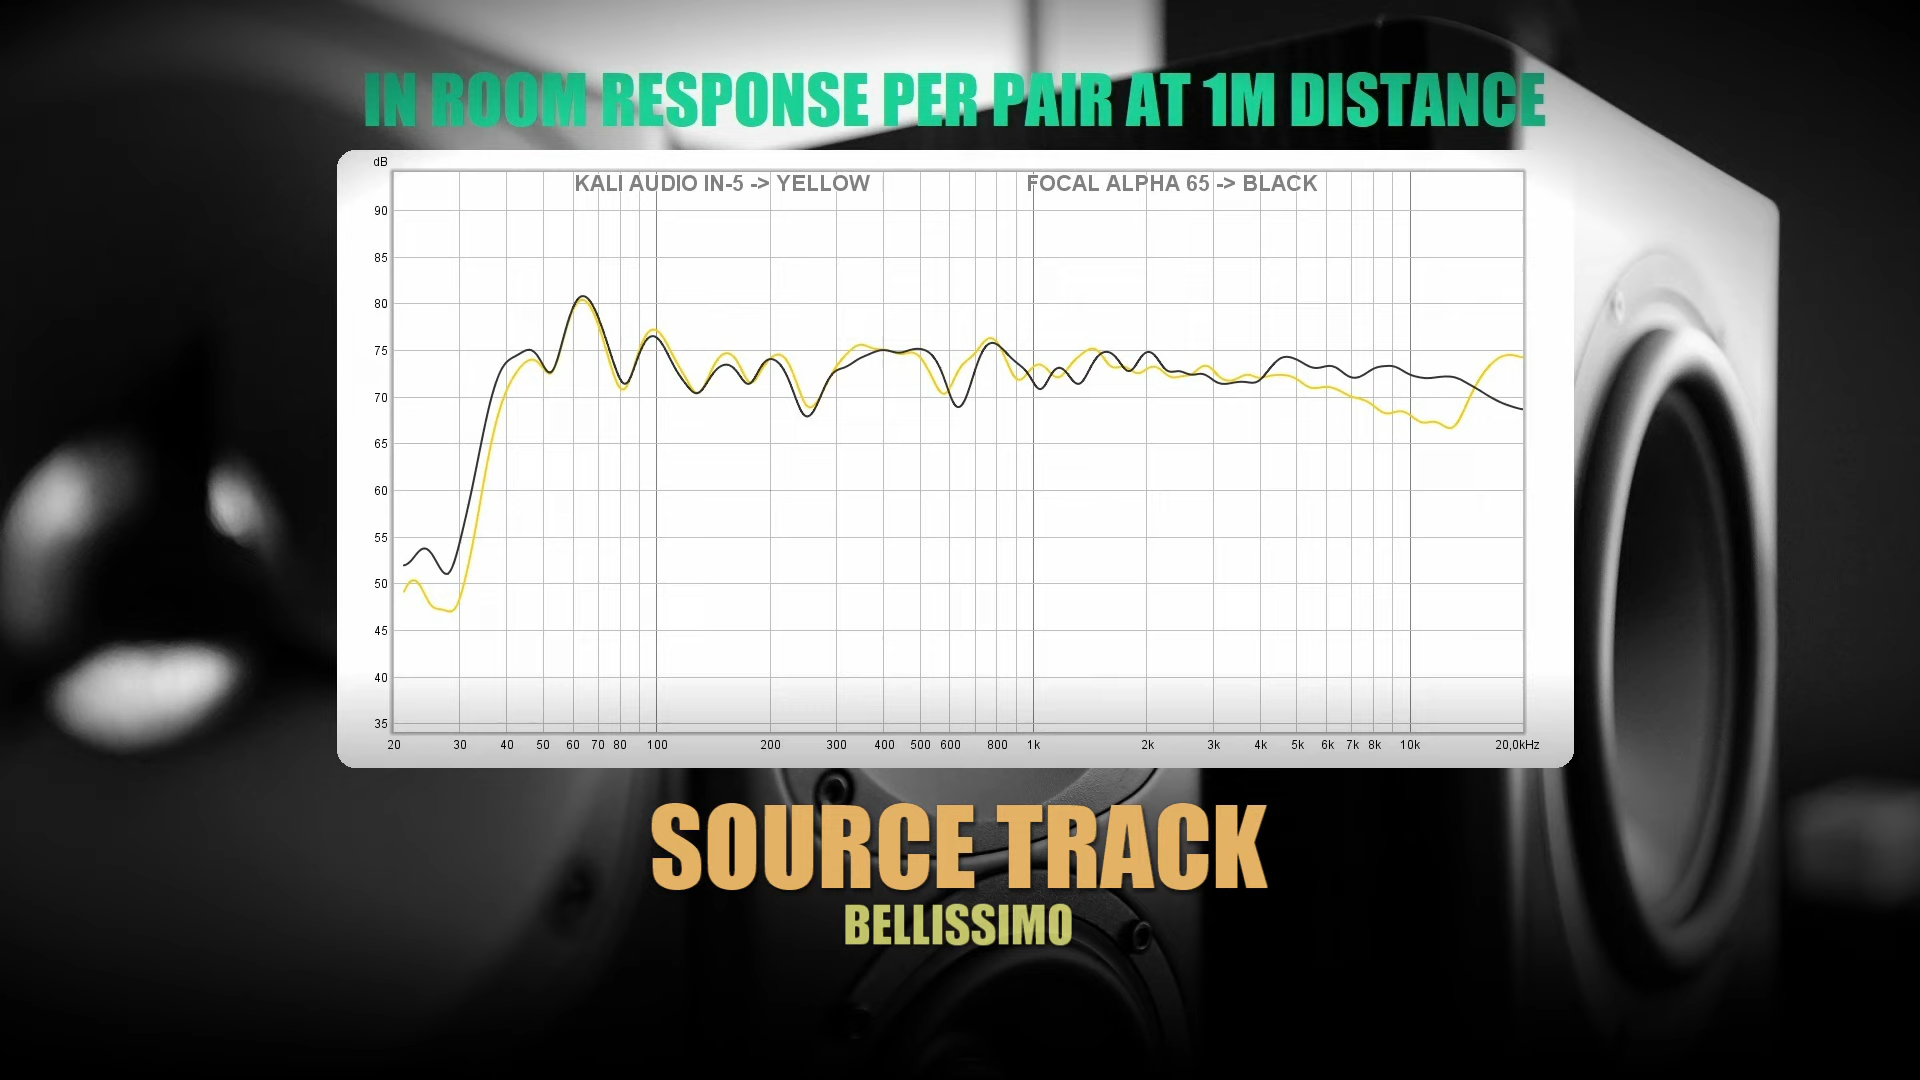 IN ROOM RESPONSE PER PAIR AT 1M DISTANCE
dB
KALI AUDIO IN-5 -> YELLOW
FOCAL ALPHA 65 -> BLACK
90
85
80
75
70
65
60
55
50
45
40
35
20 30 40 50 60 70 80 100 200 300 400 500 600 800 1k 2k 3k 4k 5k 6k 7k 8k 10k 20,0kHz
SOURCE TRACK
BELLISSIMO